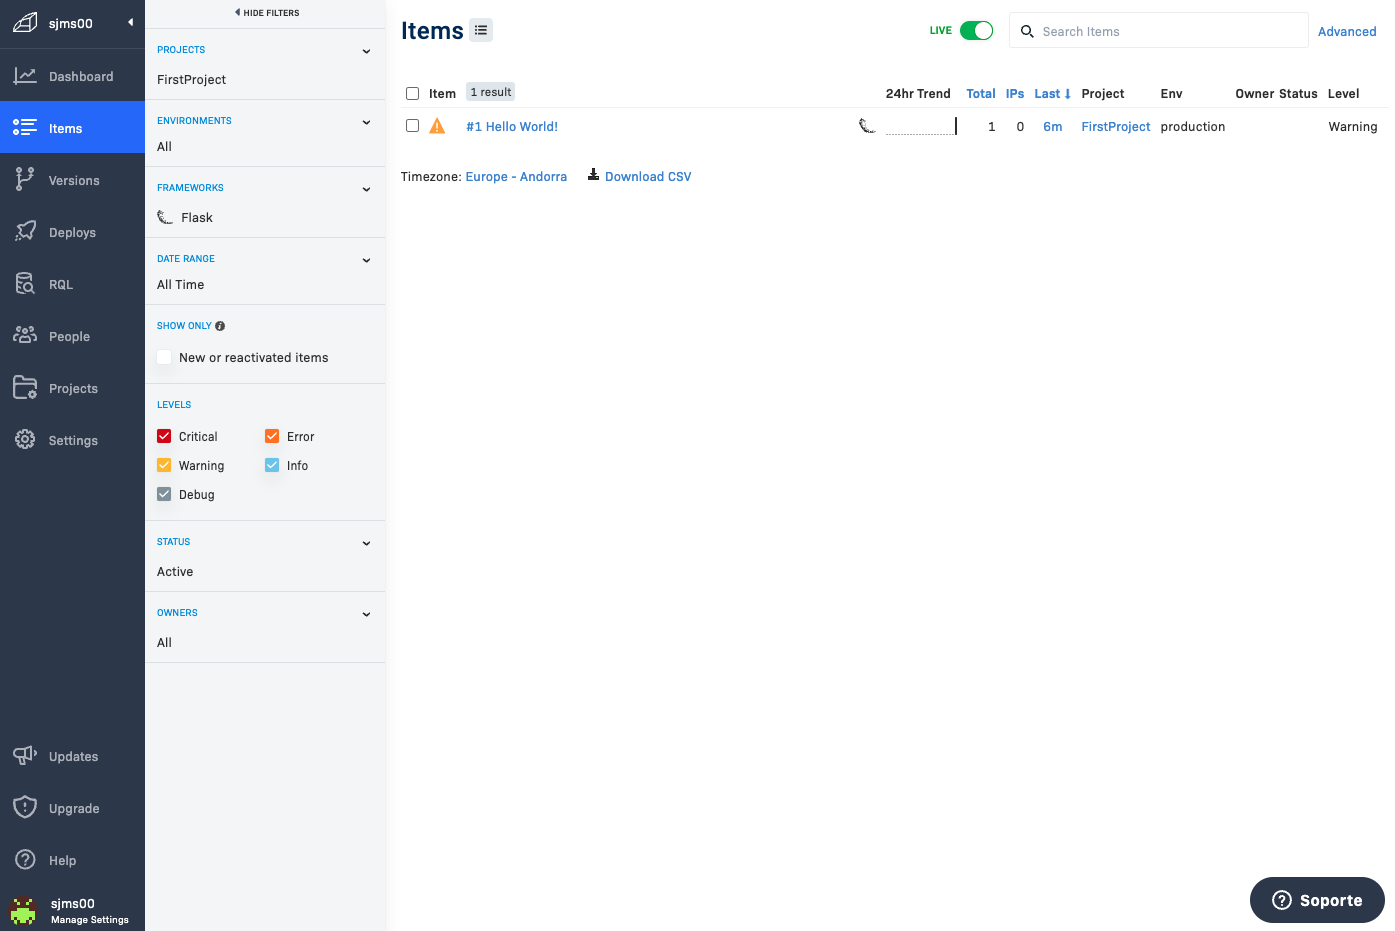 sjms00
Dashboard
Items
Versions
Deploys
RQL
People
Projects
Settings
Updates
Upgrade
Help
sjms00
Manage Settings
HIDE FILTERS
PROJECTS
FirstProject
ENVIRONMENTS
All
FRAMEWORKS
Flask
DATE RANGE
All Time
SHOW ONLY
New or reactivated items
LEVELS
Critical Error
Warning Info
Debug
STATUS
Active
OWNERS
All
Items LIVE Search Items Advanced
Item 1 result 24hr Trend Total IPs Last Project Env Owner Status Level
#1 Hello World! 1 0 6m FirstProject production Warning
Timezone: Europe - Andorra Download CSV
Soporte